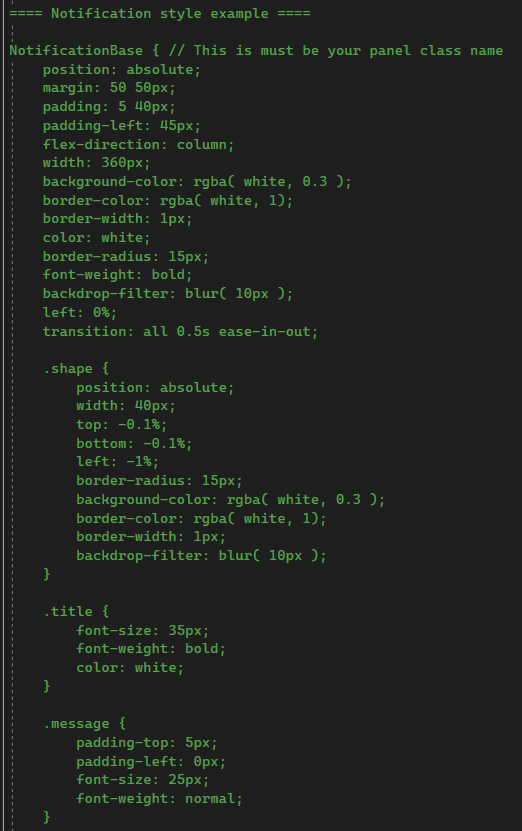 ==== Notification style example ====
NotificationBase { // This is must be your panel class name
position: absolute;
margin: 50 50px;
padding: 5 40px;
padding-left: 45px;
flex-direction: column;
width: 360px;
background-color: rgba( white, 0.3 );
border-color: rgba( white, 1);
border-width: 1px;
color: white;
border-radius: 15px;
font-weight: bold;
backdrop-filter: blur( 10px );
left: 0%;
transition: all 0.5s ease-in-out;
.shape {
position: absolute;
width: 40px;
top: -0.1%;
bottom: -0.1%;
left: -1%;
border-radius: 15px;
background-color: rgba( white, 0.3 );
border-color: rgba( white, 1);
border-width: 1px;
backdrop-filter: blur( 10px );
}
.title {
font-size: 35px;
font-weight: bold;
color: white;
}
.message {
padding-top: 5px;
padding-left: 0px;
font-size: 25px;
font-weight: normal;
}